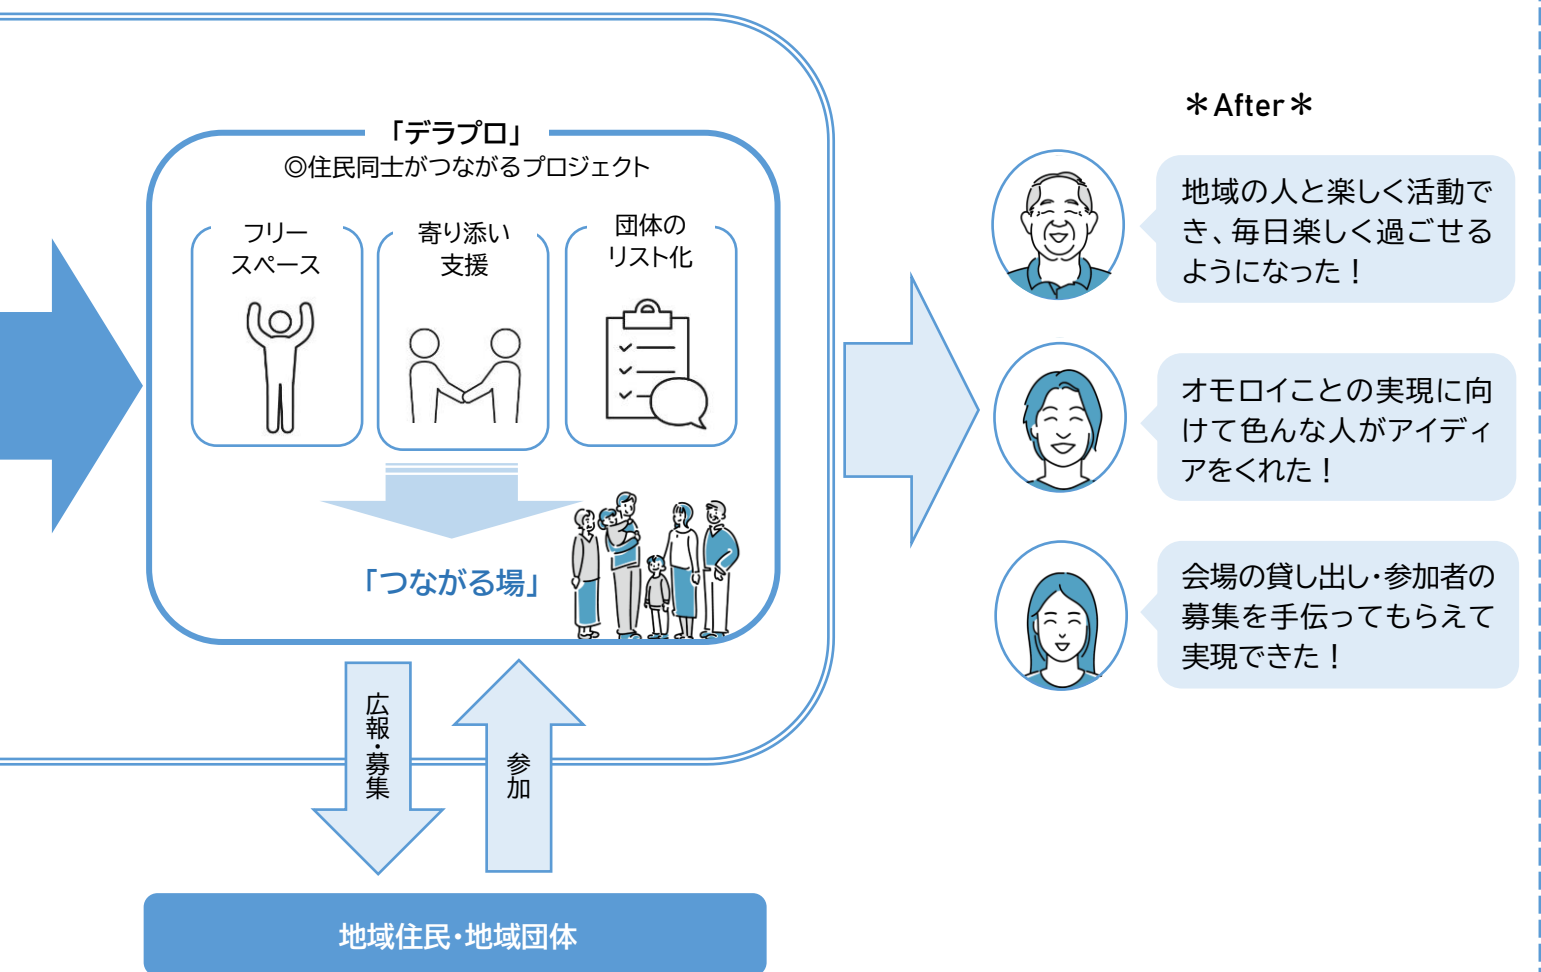 「デラプロ」
◎住民同士がつながるプロジェクト
フリー
スペース
寄り添い
支援
団体の
リスト化
「つながる場」
広報・募集
参加
地域住民・地域団体
＊After＊
地域の人と楽しく活動で
き、毎日楽しく過ごせる
ようになった！
オモロイことの実現に向
けて色んな人がアイディ
アをくれた！
会場の貸し出し・参加者の
募集を手伝ってもらえて
実現できた！